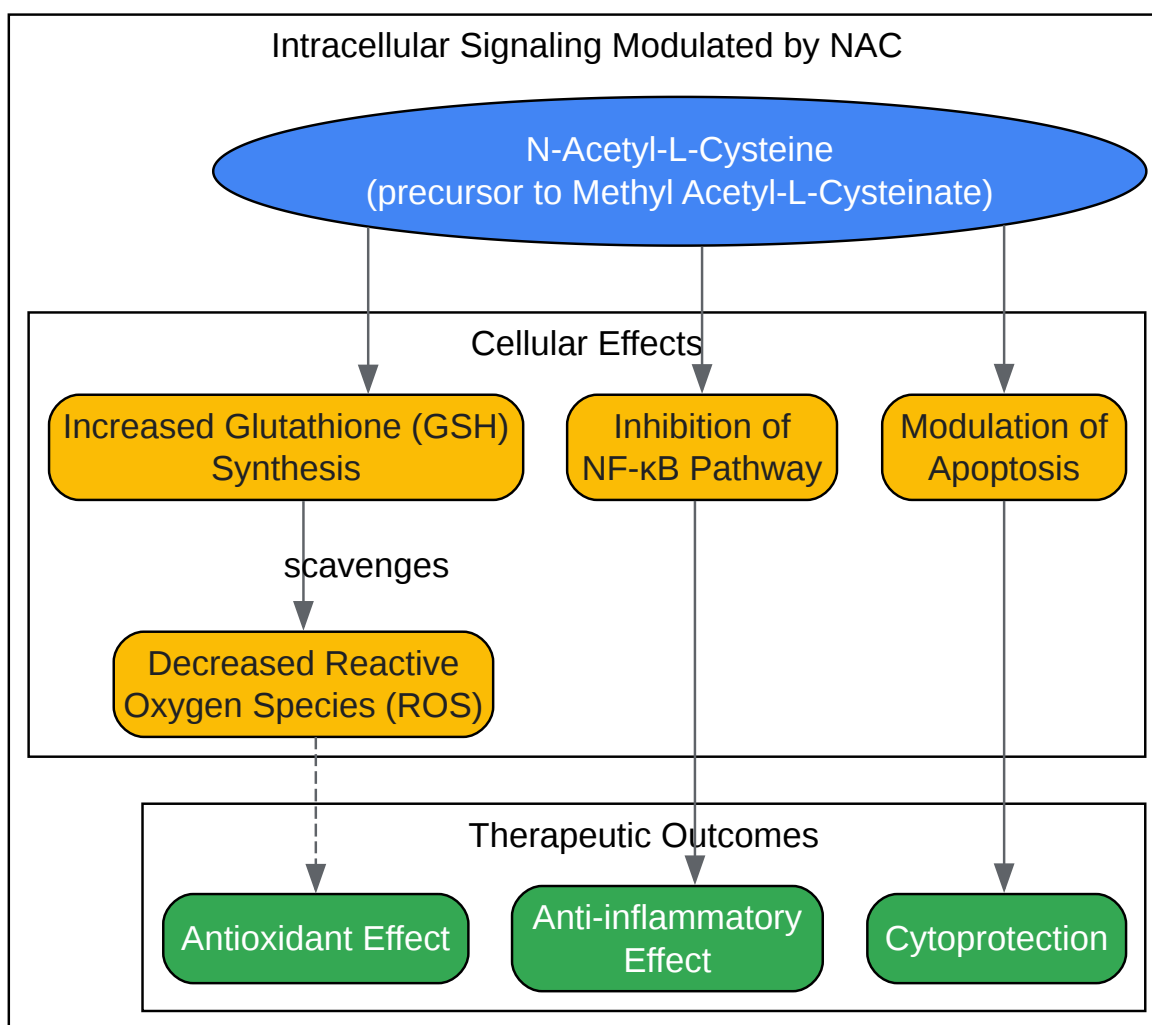 Intracellular Signaling Modulated by NAC
N-Acetyl-L-Cysteine
(precursor to Methyl Acetyl-L-Cysteinate)
Cellular Effects
Increased Glutathione (GSH)
Synthesis
Inhibition of
NF-κB Pathway
Modulation of
Apoptosis
scavenges
Decreased Reactive
Oxygen Species (ROS)
Therapeutic Outcomes
Antioxidant Effect
Anti-inflammatory
Effect
Cytoprotection